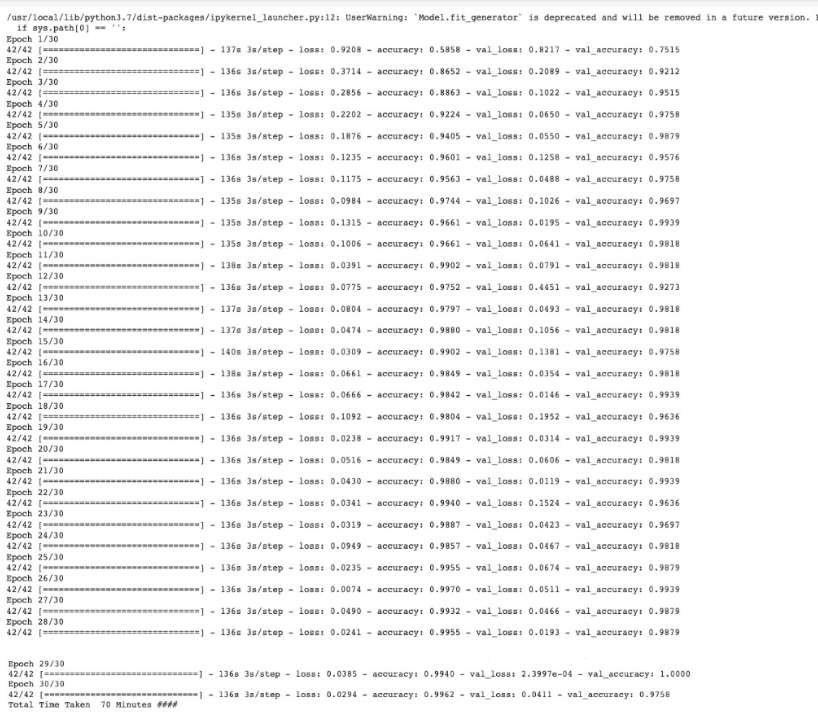 /usr/local/lib/python3.7/dist-packages/ipykernel_launcher.py:12: UserWarning: `Model.fit_generator` is deprecated and will be removed in a future version.
if sys.path[0] == '':
Epoch 1/30
42/42 [==============================] - 137s 3s/step - loss: 0.9208 - accuracy: 0.5858 - val_loss: 0.8217 - val_accuracy: 0.7515
Epoch 2/30
42/42 [==============================] - 136s 3s/step - loss: 0.3714 - accuracy: 0.8652 - val_loss: 0.2089 - val_accuracy: 0.9212
Epoch 3/30
42/42 [==============================] - 136s 3s/step - loss: 0.2856 - accuracy: 0.8863 - val_loss: 0.1022 - val_accuracy: 0.9515
Epoch 4/30
42/42 [==============================] - 135s 3s/step - loss: 0.2202 - accuracy: 0.9224 - val_loss: 0.0650 - val_accuracy: 0.9758
Epoch 5/30
42/42 [==============================] - 135s 3s/step - loss: 0.1876 - accuracy: 0.9405 - val_loss: 0.0550 - val_accuracy: 0.9879
Epoch 6/30
42/42 [==============================] - 136s 3s/step - loss: 0.1235 - accuracy: 0.9601 - val_loss: 0.1258 - val_accuracy: 0.9576
Epoch 7/30
42/42 [==============================] - 136s 3s/step - loss: 0.1175 - accuracy: 0.9563 - val_loss: 0.0488 - val_accuracy: 0.9758
Epoch 8/30
42/42 [==============================] - 135s 3s/step - loss: 0.0984 - accuracy: 0.9744 - val_loss: 0.1026 - val_accuracy: 0.9697
Epoch 9/30
42/42 [==============================] - 135s 3s/step - loss: 0.1315 - accuracy: 0.9661 - val_loss: 0.0195 - val_accuracy: 0.9939
Epoch 10/30
42/42 [==============================] - 135s 3s/step - loss: 0.1006 - accuracy: 0.9661 - val_loss: 0.0641 - val_accuracy: 0.9818
Epoch 11/30
42/42 [==============================] - 138s 3s/step - loss: 0.0391 - accuracy: 0.9902 - val_loss: 0.0791 - val_accuracy: 0.9818
Epoch 12/30
42/42 [==============================] - 136s 3s/step - loss: 0.0775 - accuracy: 0.9752 - val_loss: 0.4451 - val_accuracy: 0.9273
Epoch 13/30
42/42 [==============================] - 137s 3s/step - loss: 0.0804 - accuracy: 0.9797 - val_loss: 0.0493 - val_accuracy: 0.9818
Epoch 14/30
42/42 [==============================] - 137s 3s/step - loss: 0.0474 - accuracy: 0.9880 - val_loss: 0.1056 - val_accuracy: 0.9818
Epoch 15/30
42/42 [==============================] - 140s 3s/step - loss: 0.0309 - accuracy: 0.9902 - val_loss: 0.1381 - val_accuracy: 0.9758
Epoch 16/30
42/42 [==============================] - 138s 3s/step - loss: 0.0661 - accuracy: 0.9849 - val_loss: 0.0354 - val_accuracy: 0.9818
Epoch 17/30
42/42 [==============================] - 136s 3s/step - loss: 0.0666 - accuracy: 0.9842 - val_loss: 0.0146 - val_accuracy: 0.9939
Epoch 18/30
42/42 [==============================] - 136s 3s/step - loss: 0.1092 - accuracy: 0.9804 - val_loss: 0.1952 - val_accuracy: 0.9636
Epoch 19/30
42/42 [==============================] - 136s 3s/step - loss: 0.0238 - accuracy: 0.9917 - val_loss: 0.0314 - val_accuracy: 0.9939
Epoch 20/30
42/42 [==============================] - 136s 3s/step - loss: 0.0516 - accuracy: 0.9849 - val_loss: 0.0606 - val_accuracy: 0.9818
Epoch 21/30
42/42 [==============================] - 136s 3s/step - loss: 0.0430 - accuracy: 0.9880 - val_loss: 0.0119 - val_accuracy: 0.9939
Epoch 22/30
42/42 [==============================] - 136s 3s/step - loss: 0.0341 - accuracy: 0.9940 - val_loss: 0.1524 - val_accuracy: 0.9636
Epoch 23/30
42/42 [==============================] - 136s 3s/step - loss: 0.0319 - accuracy: 0.9887 - val_loss: 0.0423 - val_accuracy: 0.9697
Epoch 24/30
42/42 [==============================] - 136s 3s/step - loss: 0.0949 - accuracy: 0.9857 - val_loss: 0.0467 - val_accuracy: 0.9818
Epoch 25/30
42/42 [==============================] - 136s 3s/step - loss: 0.0235 - accuracy: 0.9955 - val_loss: 0.0674 - val_accuracy: 0.9879
Epoch 26/30
42/42 [==============================] - 136s 3s/step - loss: 0.0074 - accuracy: 0.9970 - val_loss: 0.0511 - val_accuracy: 0.9939
Epoch 27/30
42/42 [==============================] - 136s 3s/step - loss: 0.0490 - accuracy: 0.9932 - val_loss: 0.0466 - val_accuracy: 0.9879
Epoch 28/30
42/42 [==============================] - 136s 3s/step - loss: 0.0241 - accuracy: 0.9955 - val_loss: 0.0193 - val_accuracy: 0.9879
Epoch 29/30
42/42 [==============================] - 136s 3s/step - loss: 0.0385 - accuracy: 0.9940 - val_loss: 2.3997e-04 - val_accuracy: 1.0000
Epoch 30/30
42/42 [==============================] - 136s 3s/step - loss: 0.0294 - accuracy: 0.9962 - val_loss: 0.0411 - val_accuracy: 0.9758
Total Time Taken 70 Minutes ####